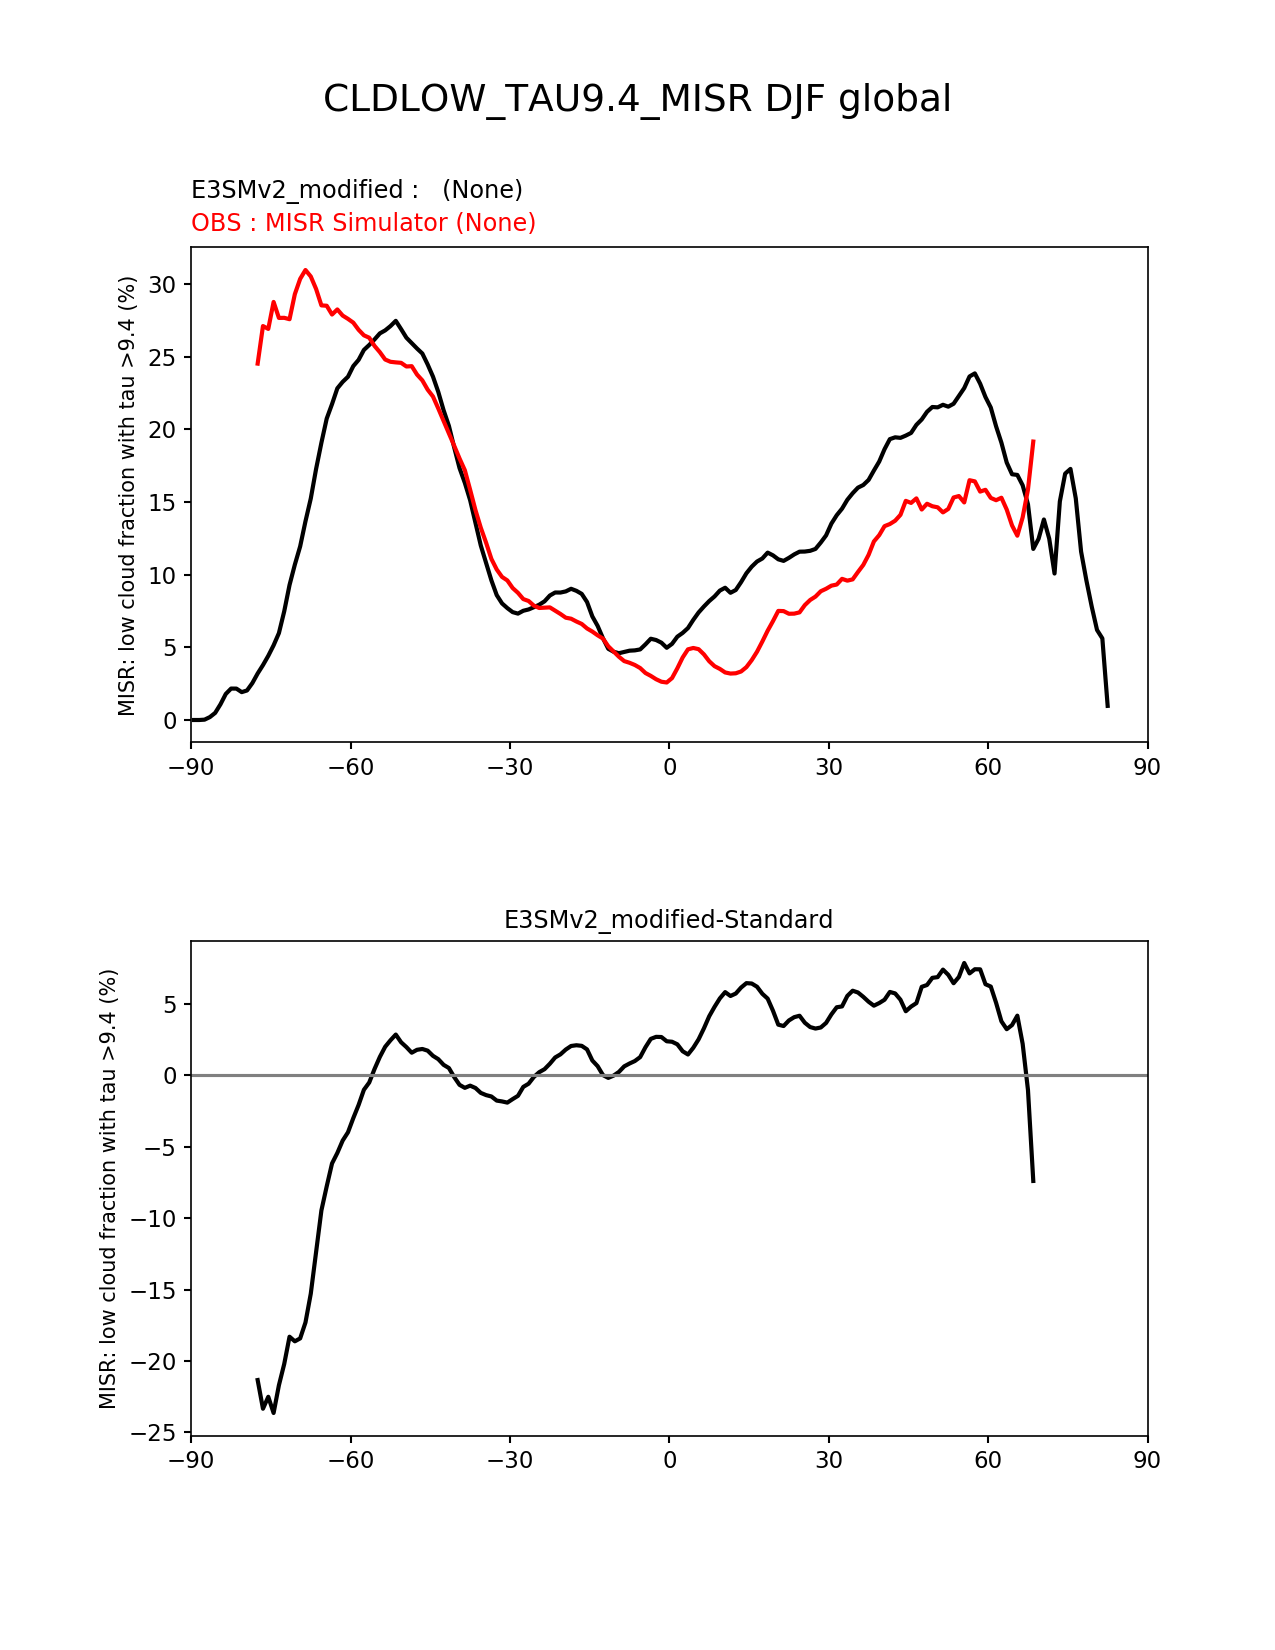 CLDLOW_TAU9.4_MISR DJF global
E3SMv2_modified :   (None)
OBS : MISR Simulator (None)
MISR: low cloud fraction with tau >9.4 (%)
30
25
20
15
10
5
0
−90 −60 −30 0 30 60 90
E3SMv2_modified-Standard
MISR: low cloud fraction with tau >9.4 (%)
5
0
−5
−10
−15
−20
−25
−90 −60 −30 0 30 60 90